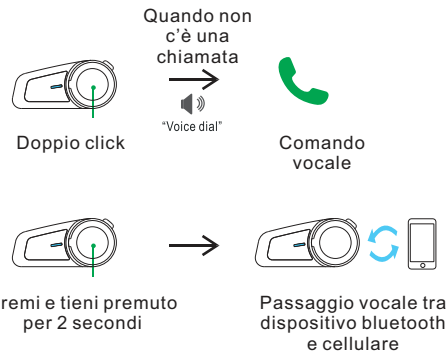 Quando non
c'è una
chiamata
"Voice dial"
Doppio click
Comando
vocale
remi e tieni premuto
per 2 secondi
Passaggio vocale tra
dispositivo bluetooth
e cellulare